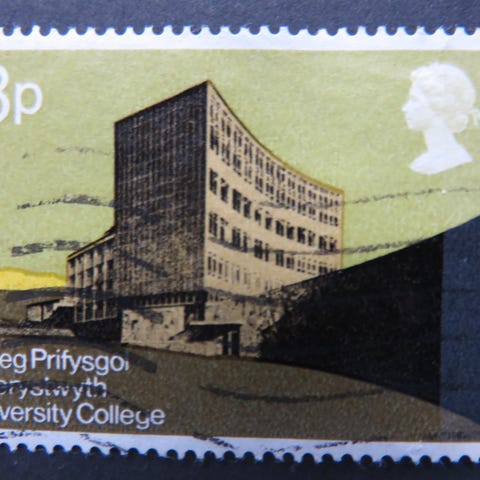 3p
eg Prifysgol
erystwyth
versity College